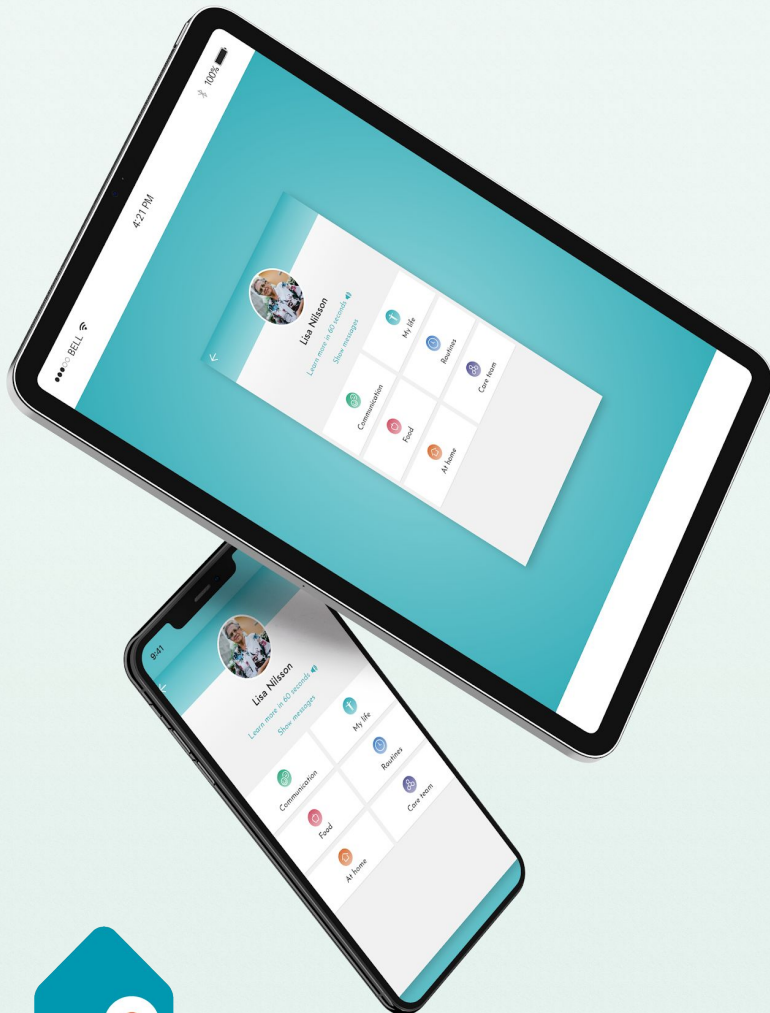 ●●●○○ BELL
4:21 PM
100%
Lisa Nilsson
Learn more in 60 seconds
Show messages
Communication
My life
Food
Routines
At home
Care team
9:41
Lisa Nilsson
Learn more in 60 seconds
Show messages
Communication
My life
Food
Routines
At home
Care team